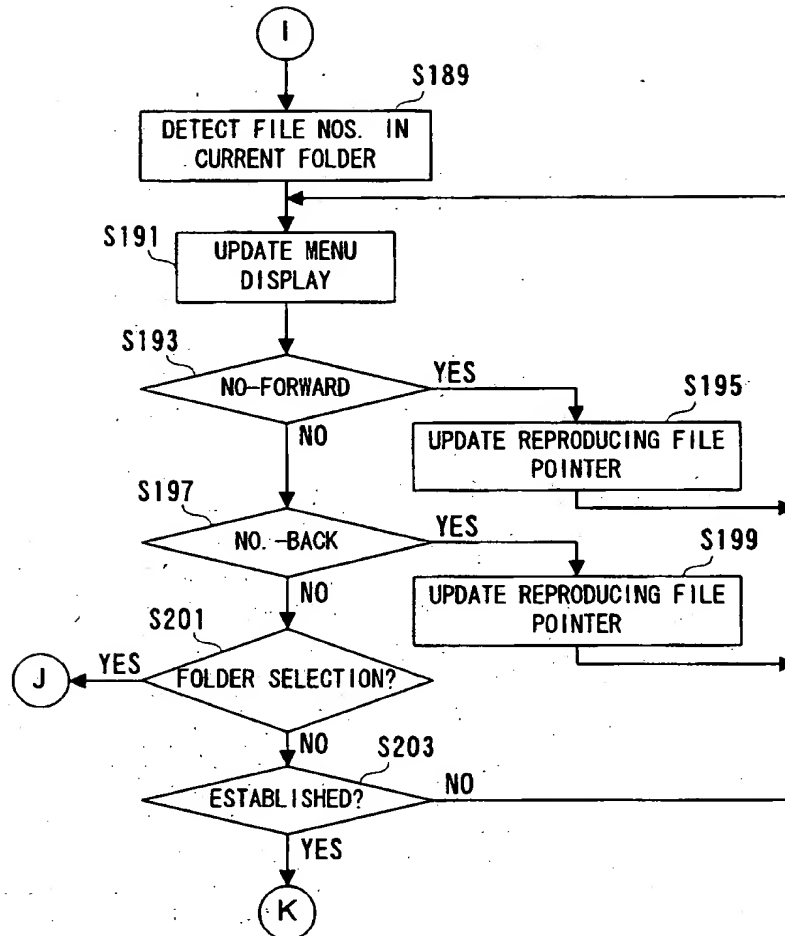 I
S189
DETECT FILE NOS. IN
CURRENT FOLDER
S191
UPDATE MENU
DISPLAY
S193
NO-FORWARD
YES
NO
S195
UPDATE REPRODUCING FILE
POINTER
S197
NO.-BACK
YES
NO
S199
UPDATE REPRODUCING FILE
POINTER
S201
FOLDER SELECTION?
YES
J
NO
S203
ESTABLISHED?
NO
YES
K